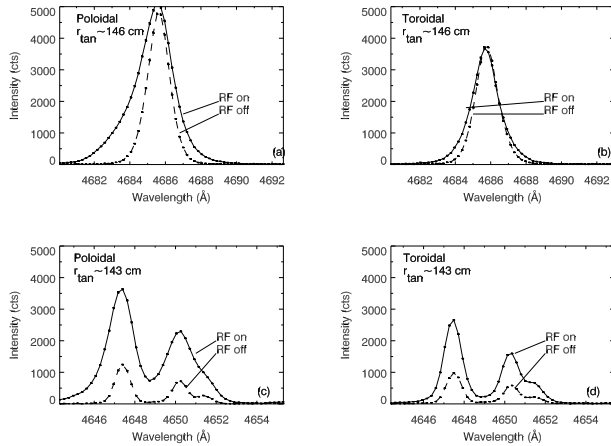 Poloidal
r tan ~146 cm
5000
4000
3000
2000
1000
0
Intensity (cts)
RF on
RF off
(a)
4682 4684 4686 4688 4690 4692
Wavelength (Å)
Toroidal
r tan ~146 cm
5000
4000
3000
2000
1000
0
Intensity (cts)
RF on
RF off
(b)
4682 4684 4686 4688 4690 4692
Wavelength (Å)
Poloidal
r tan ~143 cm
5000
4000
3000
2000
1000
0
Intensity (cts)
RF on
RF off
(c)
4646 4648 4650 4652 4654
Wavelength (Å)
Toroidal
r tan ~143 cm
5000
4000
3000
2000
1000
0
Intensity (cts)
RF on
RF off
(d)
4646 4648 4650 4652 4654
Wavelength (Å)